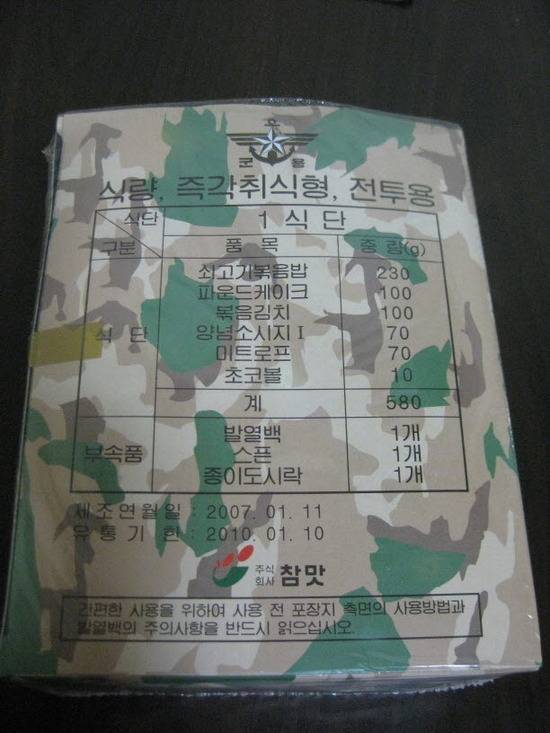 군 용
식량, 즉각취식형, 전투용
식단 1 식 단
구분 품 목 중 량(g)
식 단
쇠고기볶음밥 230
파운드케이크 100
볶음김치 100
양념소시지 I 70
미트로프 70
초코볼 10
계 580
부속품
발열백 1개
스픈 1개
종이도시락 1개
제조연월일 : 2007. 01. 11
유 통 기 한 : 2010. 01. 10
주식회사 참맛
간편한 사용을 위하여 사용 전 포장지 측면의 사용방법과
발열백의 주의사항을 반드시 읽으십시오.